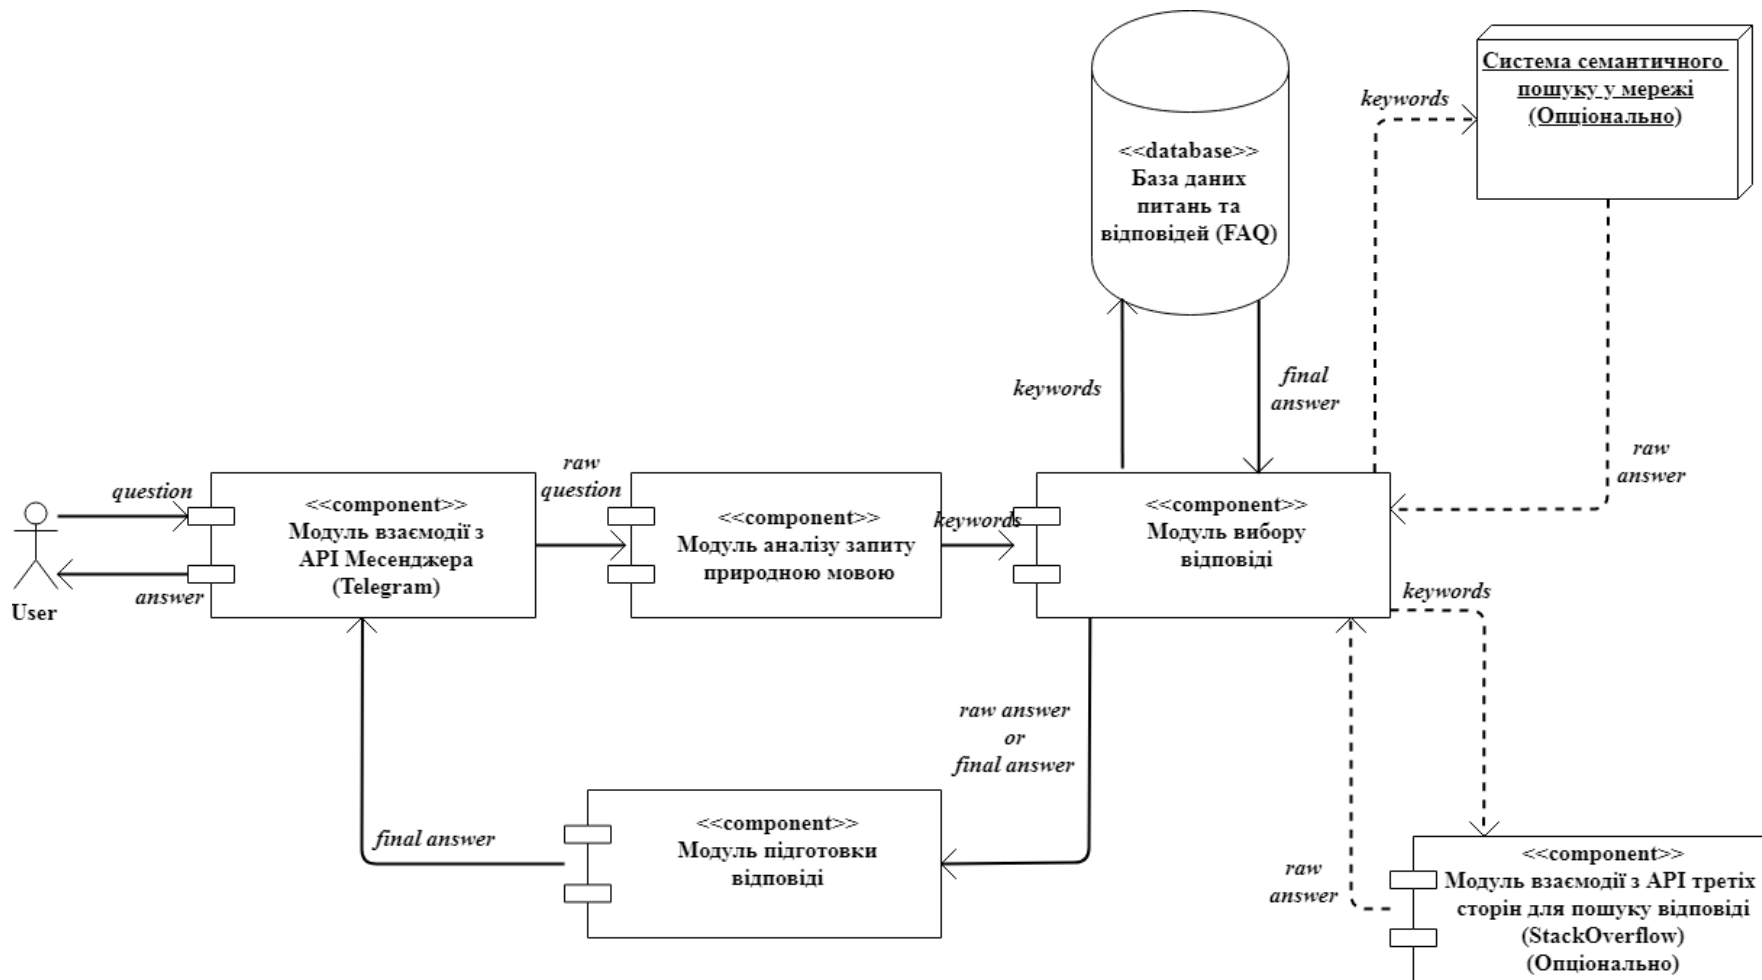 <<database>>
База даних
питань та
відповідей (FAQ)
keywords
Система семантичного
пошуку у мережі
(Опціонально)
keywords
final
answer
raw
answer
User
question
answer
<<component>>
Модуль взаємодії з
API Месенджера
(Telegram)
raw
question
<<component>>
Модуль аналізу запиту
природною мовою
keywords
<<component>>
Модуль вибору
відповіді
keywords
raw answer
or
final answer
final answer
<<component>>
Модуль підготовки
відповіді
raw
answer
<<component>>
Модуль взаємодії з API третіх
сторін для пошуку відповіді
(StackOverflow)
(Опціонально)